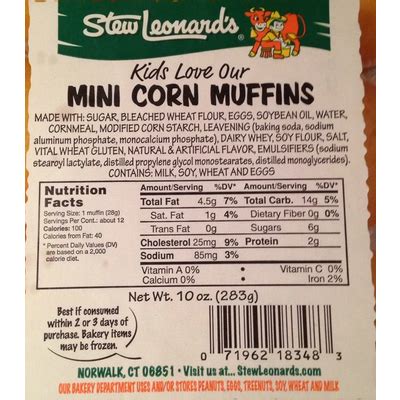 Stew Leonard's®
Kids Love Our
MINI CORN MUFFINS
MADE WITH: SUGAR, BLEACHED WHEAT FLOUR, EGGS, SOYBEAN OIL, WATER,
CORNMEAL, MODIFIED CORN STARCH, LEAVENING (baking soda, sodium
aluminum phosphate, monocalcium phosphate), DAIRY WHEY, SOY FLOUR, SALT,
VITAL WHEAT GLUTEN, NATURAL & ARTIFICIAL FLAVOR, EMULSIFIERS (sodium
stearoyl lactylate, distilled propylene glycol monostearates, distilled monoglycerides).
CONTAINS: MILK, SOY, WHEAT AND EGGS
Nutrition
Facts
Serving Size: 1 muffin (28g)
Servings Per Cont.: about 12
Calories: 100
Calories from Fat: 40
* Percent Daily Values (DV)
are based on a 2,000
calorie diet.
Amount/Serving %DV* Amount/Serving %DV*
Total Fat 4.5g 7% Total Carb. 14g 5%
Sat. Fat 1g 4% Dietary Fiber 0g 0%
Trans Fat 0g Sugars 6g
Cholesterol 25mg 9% Protein 2g
Sodium 85mg 3%
Vitamin A 0% • Vitamin C 0%
Calcium 0% • Iron 2%
Net Wt. 10 oz. (283g)
Best if consumed
within 2 or 3 days of
purchase. Bakery items
may be frozen.
0 71962 18348 3
NORWALK, CT 06851 • Visit us at... StewLeonards.com
OUR BAKERY DEPARTMENT USES AND/OR STORES PEANUTS, EGGS, TREENUTS, SOY, WHEAT AND MILK